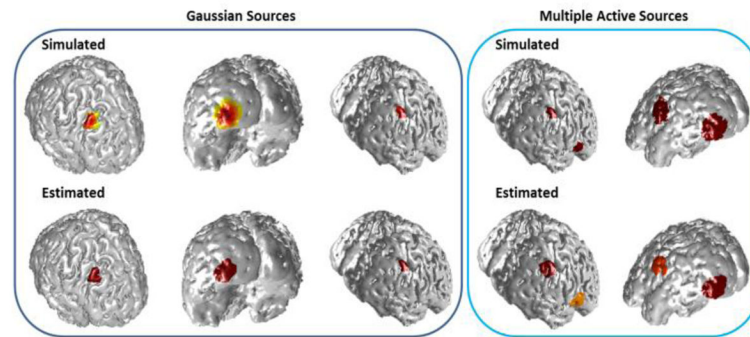 Gaussian Sources
Simulated
Estimated
Multiple Active Sources
Simulated
Estimated